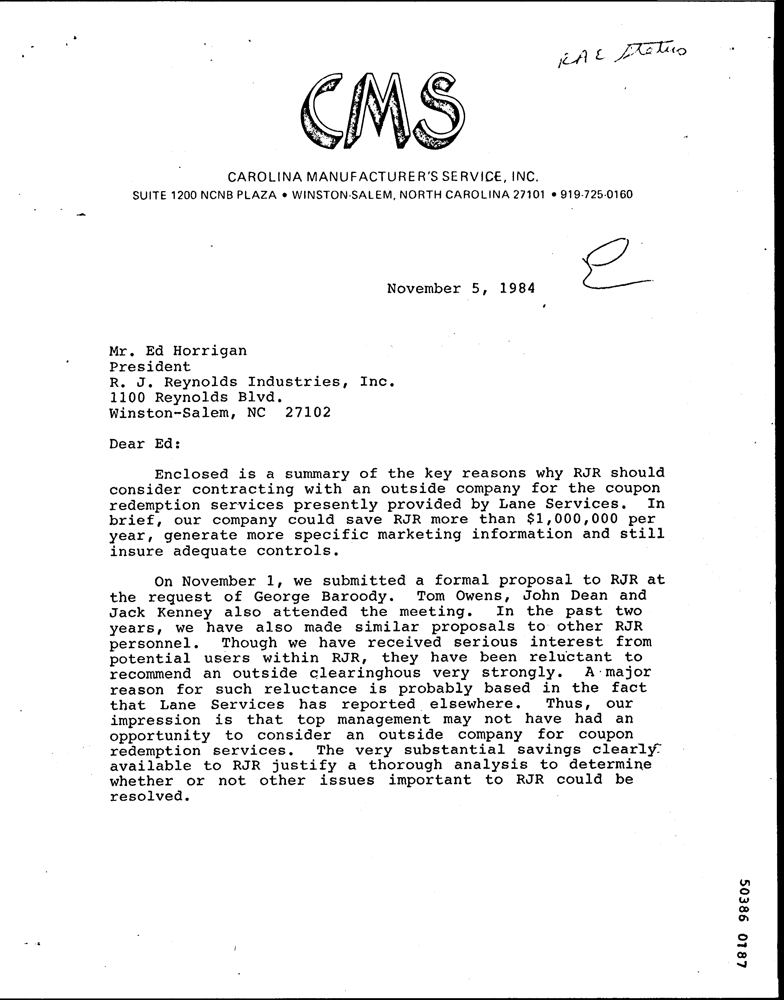 CMS
CAROLINA MANUFACTURER'S SERVICE, INC.
SUITE 1200 NCNB PLAZA • WINSTON-SALEM, NORTH CAROLINA 27101 • 919-725-0160
November 5, 1984
Mr. Ed Horrigan
President
R. J. Reynolds Industries, Inc.
1100 Reynolds Blvd.
Winston-Salem, NC 27102
Dear Ed:
Enclosed is a summary of the key reasons why RJR should
consider contracting with an outside company for the coupon
redemption services presently provided by Lane Services. In
brief, our company could save RJR more than $1,000,000 per
year, generate more specific marketing information and still
insure adequate controls.
On November 1, we submitted a formal proposal to RJR at
the request of George Baroody. Tom Owens, John Dean and
Jack Kenney also attended the meeting. In the past two
years, we have also made similar proposals to other RJR
personnel. Though we have received serious interest from
potential users within RJR, they have been reluctant to
recommend an outside clearinghous very strongly. A major
reason for such reluctance is probably based in the fact
that Lane Services has reported elsewhere. Thus, our
impression is that top management may not have had an
opportunity to consider an outside company for coupon
redemption services. The very substantial savings clearly
available to RJR justify a thorough analysis to determine
whether or not other issues important to RJR could be
resolved.
50386 0187